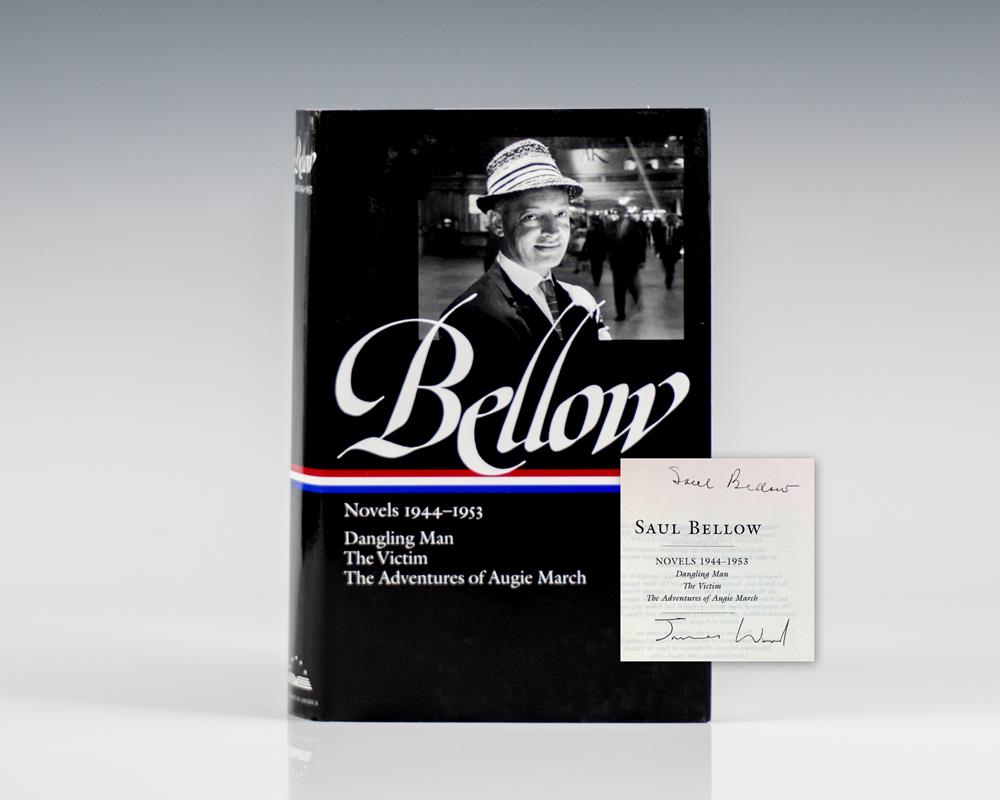 Bellow
Bellow
Novels 1944–1953
Dangling Man
The Victim
The Adventures of Augie March
Saul Bellow
SAUL BELLOW
NOVELS 1944–1953
Dangling Man
The Victim
The Adventures of Augie March
James Wood